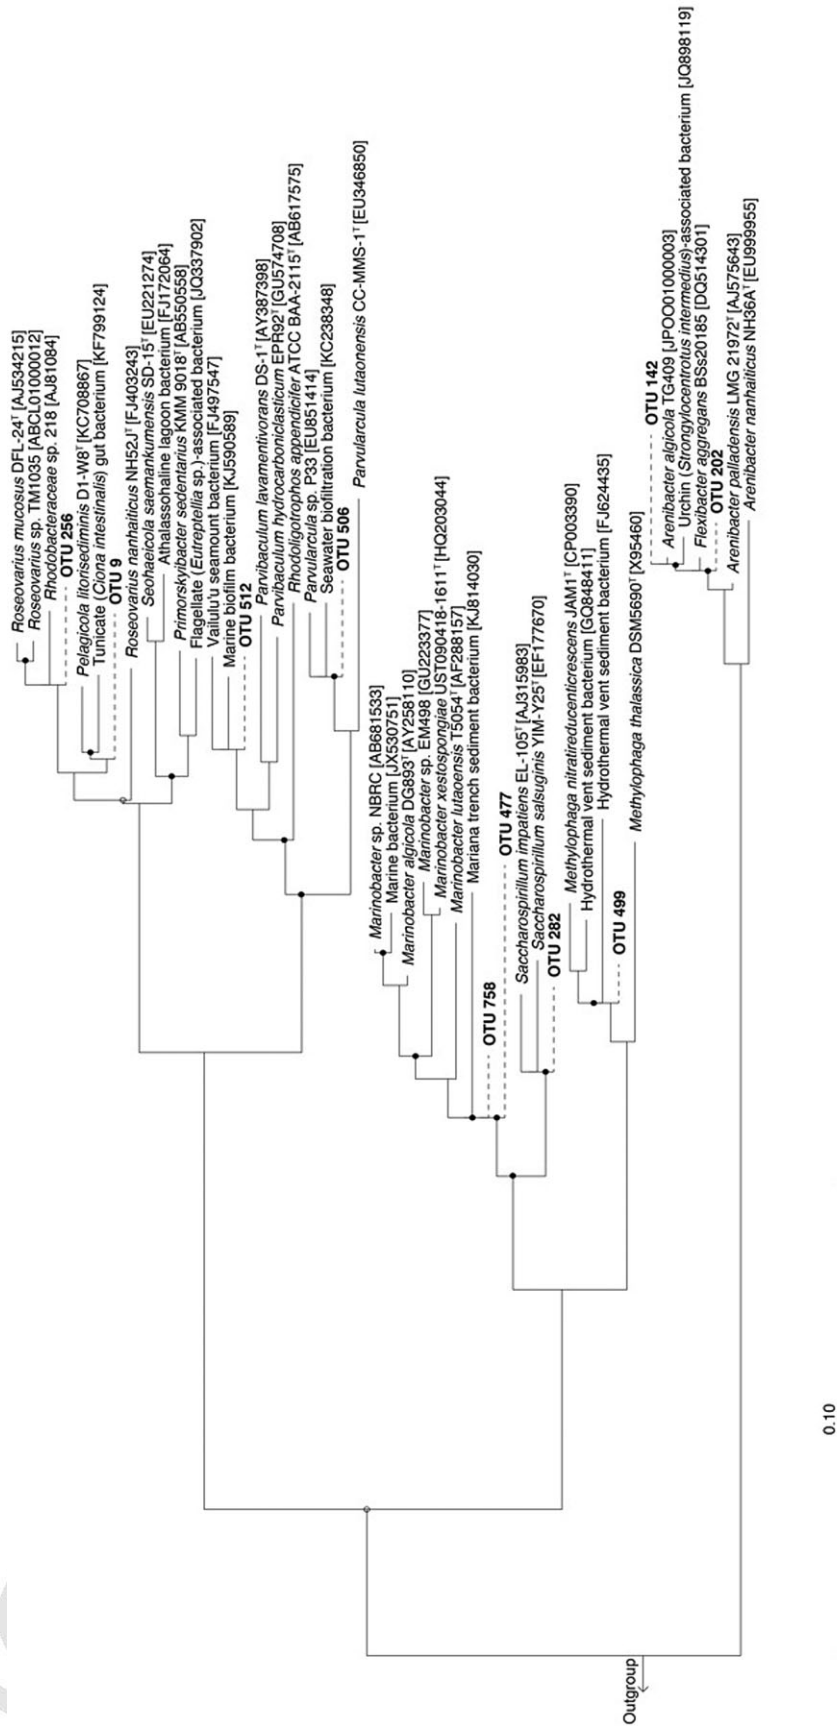 Roseovarius mucosus DFL-24ᵀ [AJ534215]
Roseovarius sp. TM1035 [ABCL01000012]
Rhodobacteraceae sp. 218 [AJ81084]
OTU 256
Pelagicola litorisediminis D1-W8ᵀ [KC708867]
Tunicate (Ciona intestinalis) gut bacterium [KF799124]
OTU 9
Roseovarius nanhaiticus NH52Jᵀ [FJ403243]
Seohaeicola saemankumensis SD-15ᵀ [EU221274]
Athalassohaline lagoon bacterium [FJ172064]
Primorskyibacter sedentarius KMM 9018ᵀ [AB550558]
Flagellate (Eutreptiella sp.)-associated bacterium [JQ337902]
Vailulu'u seamount bacterium [FJ497547]
Marine biofilm bacterium [KJ590589]
OTU 512
Parvibaculum lavamentivorans DS-1ᵀ [AY387398]
Parvibaculum hydrocarboniclasticum EPR92ᵀ [GU574708]
Rhodoligotrophos appendicifer ATCC BAA-2115ᵀ [AB617575]
Parvularcula sp. P33 [EU851414]
Seawater biofiltration bacterium [KC238348]
OTU 506
Parvularcula lutaonensis CC-MMS-1ᵀ [EU346850]
Marinobacter sp. NBRC [AB681533]
Marine bacterium [JX530751]
Marinobacter algicola DG893ᵀ [AY258110]
Marinobacter sp. EM498 [GU223377]
Marinobacter xestospongiae UST090418-1611ᵀ [HQ203044]
Marinobacter lutaoensis T5054ᵀ [AF288157]
Mariana trench sediment bacterium [KJ814030]
OTU 758
OTU 477
Saccharospirillum impatiens EL-105ᵀ [AJ315983]
Saccharospirillum salsuginis YIM-Y25ᵀ [EF177670]
OTU 282
Methylophaga nitratireducenticrescens JAM1ᵀ [CP003390]
Hydrothermal vent sediment bacterium [GQ848411]
Hydrothermal vent sediment bacterium [FJ624435]
OTU 499
Methylophaga thalassica DSM5690ᵀ [X95460]
OTU 142
Arenibacter algicola TG409 [JPOO01000003]
Urchin (Strongylocentrotus intermedius)-associated bacterium [JQ898119]
Flexibacter aggregans BSs20185 [DQ514301]
OTU 202
Arenibacter palladensis LMG 21972ᵀ [AJ575643]
Arenibacter nanhaiticus NH36Aᵀ [EU999955]
Outgroup
0.10